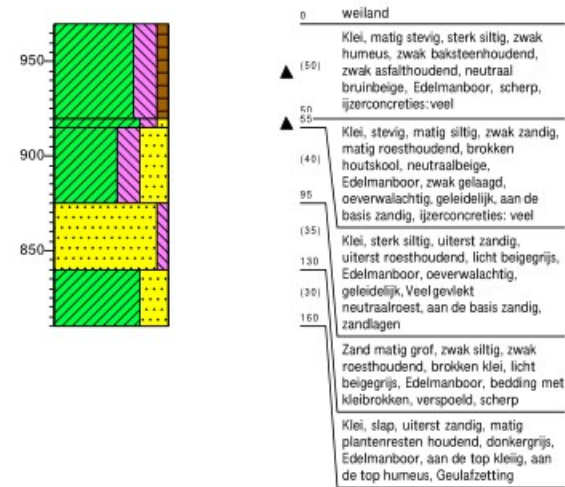 0 weiland
950
Klei, matig stevig, sterk siltig, zwak
humeus, zwak baksteenhoudend,
(50) zwak asfalthoudend, neutraal
bruinbeige, Edelmanboor, scherp,
ijzerconcreties:veel
50
55
900
Klei, stevig, matig siltig, zwak zandig,
matig roesthoudend, brokken
(40) houtskool, neutraalbeige,
Edelmanboor, zwak gelaagd,
95 oeverwalachtig, geleidelijk, aan de
basis zandig, ijzerconcreties: veel
850
(35) Klei, sterk siltig, uiterst zandig,
uiterst roesthoudend, licht beigegrijs,
130 Edelmanboor, oeverwalachtig,
(30) geleidelijk, Veel gevlekt
neutraalroest, aan de basis zandig,
160 zandlagen
Zand matig grof, zwak siltig, zwak
roesthoudend, brokken klei, licht
beigegrijs, Edelmanboor, bedding met
kleibrokken, verspoeld, scherp
Klei, slap, uiterst zandig, matig
plantenresten houdend, donkergrijs,
Edelmanboor, aan de top kleiig, aan
de top humeus, Geulafzetting